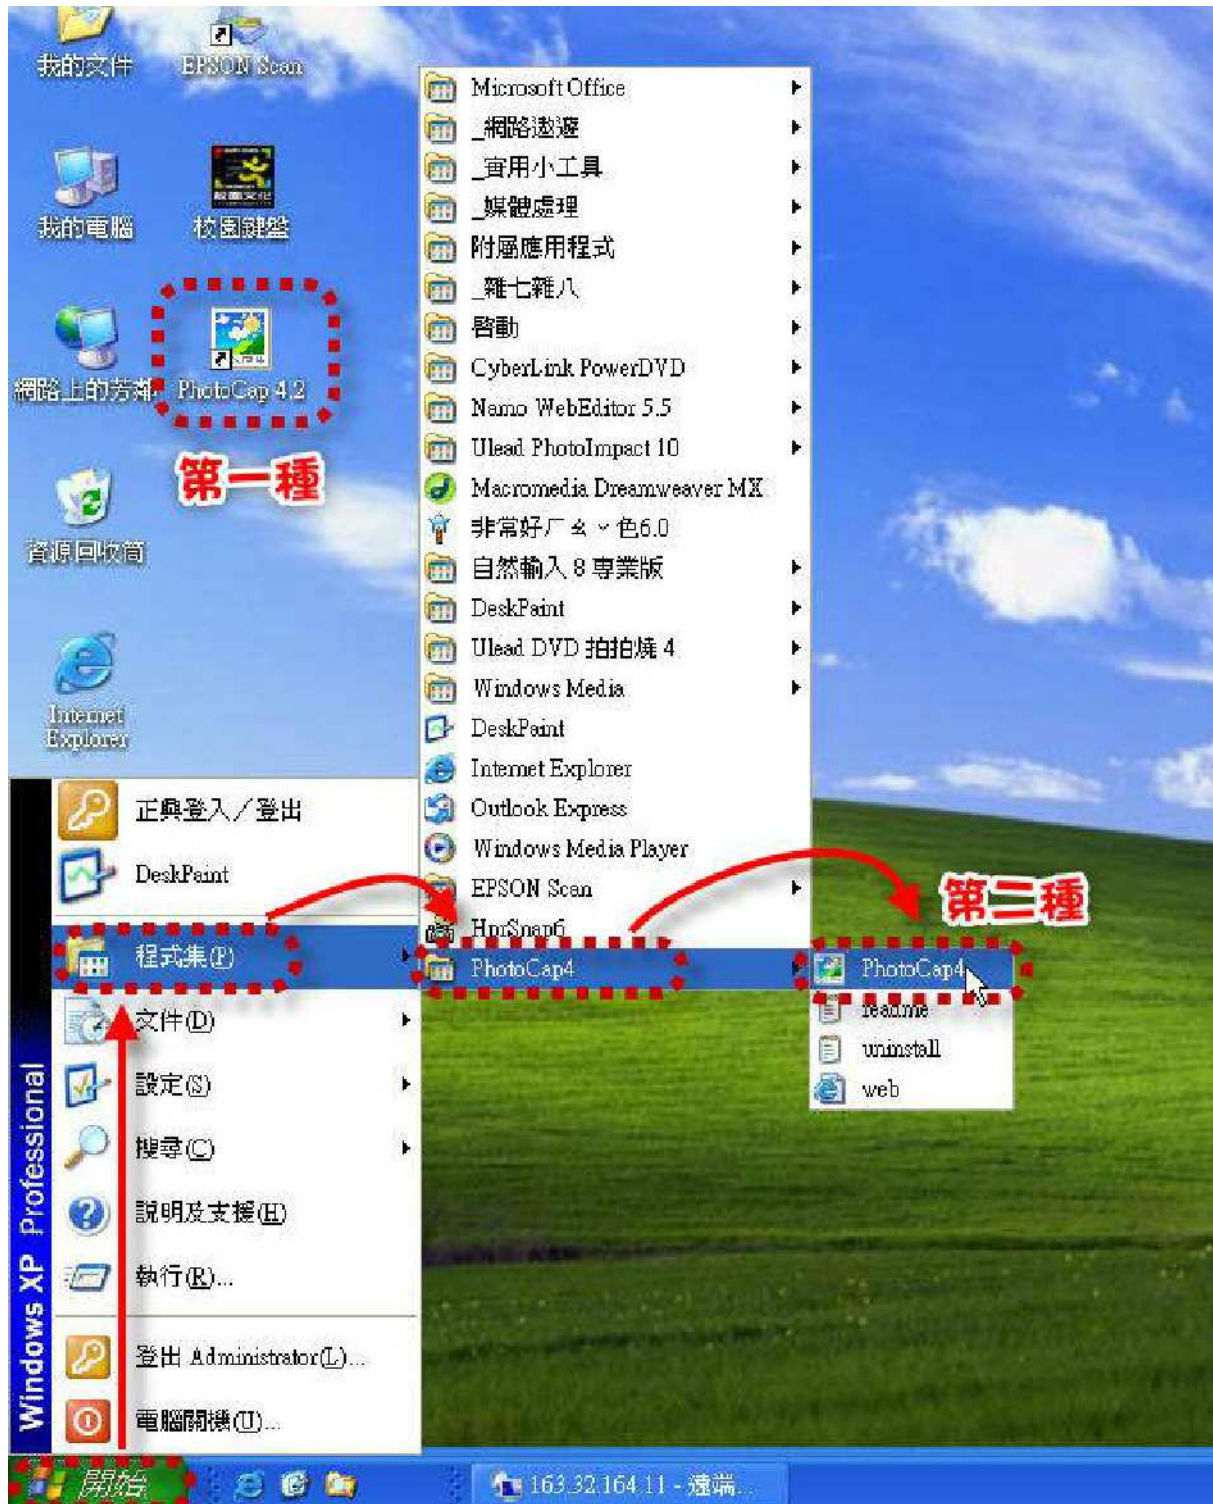 我的文件
EPSON Scan
我的電腦
校園鍵盤
網路上的芳鄰
PhotoCap 4.2
第一種
資源回收筒
Internet
Explorer
Microsoft Office
_網路遨遊
_實用小工具
_媒體處理
附屬應用程式
_雜七雜八
啓動
CyberLink PowerDVD
Namo WebEditor 5.5
Ulead PhotoImpact 10
Macromedia Dreamweaver MX
非常好ㄏㄠˇ色6.0
自然輸入 8 專業版
DeskPaint
Ulead DVD 拍拍燒 4
Windows Media
DeskPaint
Internet Explorer
Outlook Express
Windows Media Player
EPSON Scan
HprSnap6
PhotoCap4
第二種
PhotoCap4
readme
uninstall
web
正興登入／登出
DeskPaint
程式集(P)
文件(D)
設定(S)
搜尋(C)
說明及支援(H)
執行(R)...
登出 Administrator(L)...
電腦關機(U)...
Windows XP Professional
開始
163.32.164.11 - 遠端...